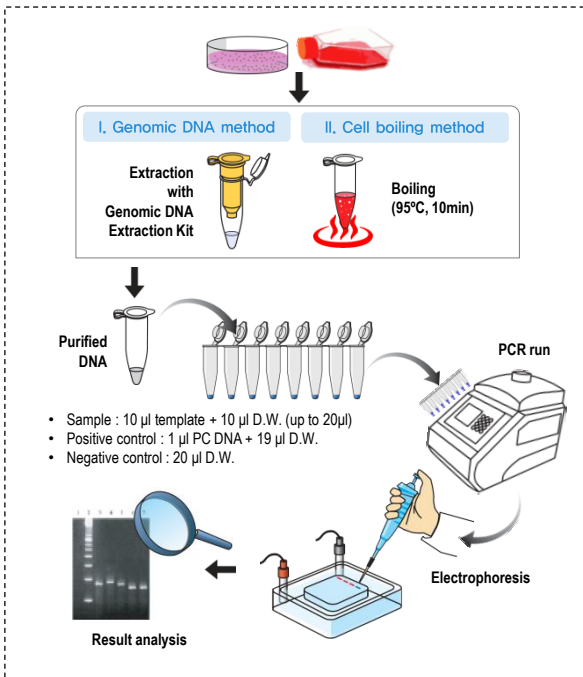 I. Genomic DNA method
II. Cell boiling method
Extraction
with
Genomic DNA
Extraction Kit
Boiling
(95ºC, 10min)
Purified
DNA
PCR run
• Sample : 10 µl template + 10 µl D.W. (up to 20µl)
• Positive control : 1 µl PC DNA + 19 µl D.W.
• Negative control : 20 µl D.W.
Electrophoresis
Result analysis